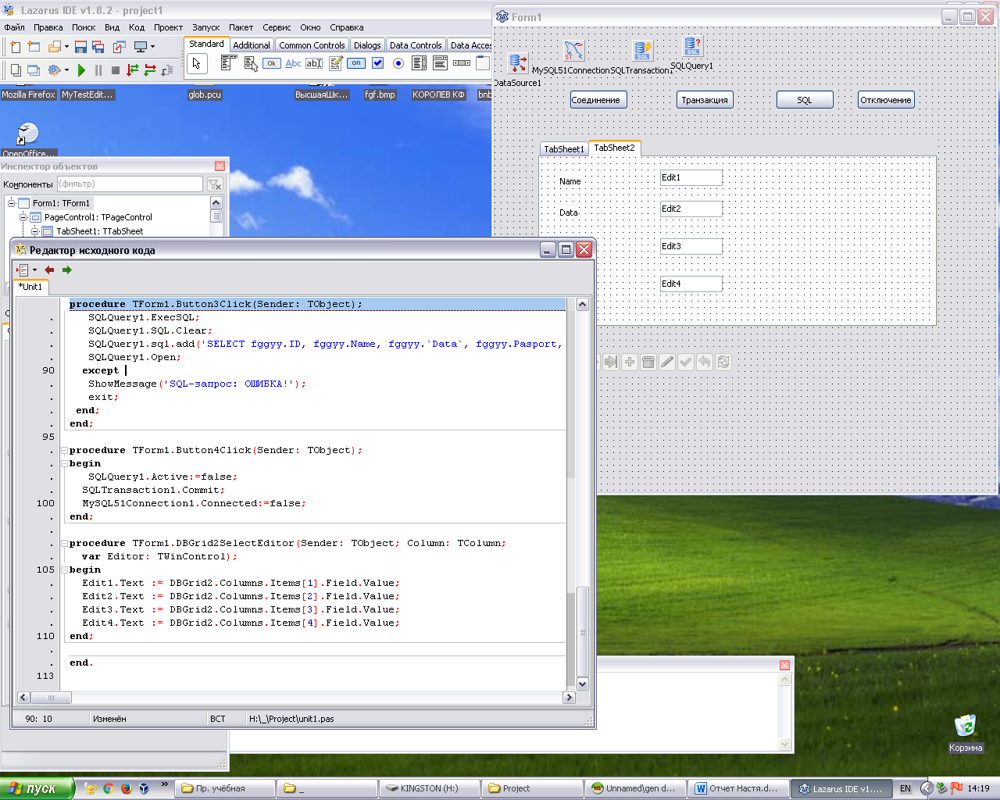 Lazarus IDE v1.8.2 - project1
Файл Правка Поиск Вид Код Проект Запуск Пакет Сервис Окно Справка
Standard Additional Common Controls Dialogs Data Controls Data Acces
Ok Abc abI on
Mozilla Firefox MyTestEdit... glob.pcu ВысшаяШк... fgf.bmp КОРОЛЕВ КФ bnb
OpenOffice...
Form1
DataSource1
MySQL51Connection
SQLTransaction1
SQLQuery1
Соединение Транзакция SQL Отключение
TabSheet1 TabSheet2
Name Edit1
Data Edit2
Edit3
Edit4
Инспектор объектов
Компоненты (фильтр)
Form1: TForm1
PageControl1: TPageControl
TabSheet1: TTabSheet
Редактор исходного кода
*Unit1
procedure TForm1.Button3Click(Sender: TObject);
SQLQuery1.ExecSQL;
SQLQuery1.SQL.Clear;
SQLQuery1.sql.add('SELECT fggyy.ID, fggyy.Name, fggyy.`Data`, fggyy.Pasport,
SQLQuery1.Open;
90 except
ShowMessage('SQL-запрос: ОШИБКА!');
exit;
end;
end;
95
procedure TForm1.Button4Click(Sender: TObject);
begin
SQLQuery1.Active:=false;
SQLTransaction1.Commit;
100 MySQL51Connection1.Connected:=false;
end;
procedure TForm1.DBGrid2SelectEditor(Sender: TObject; Column: TColumn;
var Editor: TWinControl);
105 begin
Edit1.Text := DBGrid2.Columns.Items[1].Field.Value;
Edit2.Text := DBGrid2.Columns.Items[2].Field.Value;
Edit3.Text := DBGrid2.Columns.Items[3].Field.Value;
Edit4.Text := DBGrid2.Columns.Items[4].Field.Value;
110 end;
end.
113
90: 10 Изменён ВСТ H:\_\Project\unit1.pas
Корзина
пуск Пр. учёбная _ KINGSTON (H:) Project Unnamed\gen d... Отчет Настя.d... Lazarus IDE v1.... EN 14:19